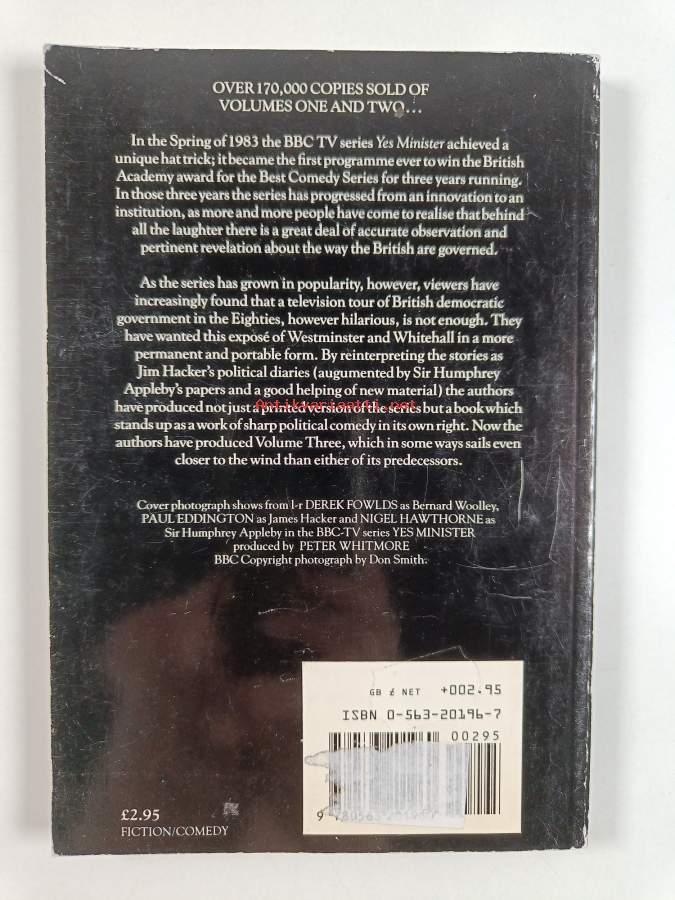 OVER 170,000 COPIES SOLD OF
VOLUMES ONE AND TWO...
In the Spring of 1983 the BBC TV series Yes Minister achieved a
unique hat trick; it became the first programme ever to win the British
Academy award for the Best Comedy Series for three years running.
In those three years the series has progressed from an innovation to an
institution, as more and more people have come to realise that behind
all the laughter there is a great deal of accurate observation and
pertinent revelation about the way the British are governed.
As the series has grown in popularity, however, viewers have
increasingly found that a television tour of British democratic
government in the Eighties, however hilarious, is not enough. They
have wanted this exposé of Westminster and Whitehall in a more
permanent and portable form. By reinterpreting the stories as
Jim Hacker's political diaries (augumented by Sir Humphrey
Appleby's papers and a good helping of new material) the authors
have produced not just a printed version of the series but a book which
stands up as a work of sharp political comedy in its own right. Now the
authors have produced Volume Three, which in some ways sails even
closer to the wind than either of its predecessors.
Antikvariaatti.net
Cover photograph shows from l-r DEREK FOWLDS as Bernard Woolley,
PAUL EDDINGTON as James Hacker and NIGEL HAWTHORNE as
Sir Humphrey Appleby in the BBC-TV series YES MINISTER
produced by PETER WHITMORE
BBC Copyright photograph by Don Smith.
GB £ NET +002.95
ISBN 0-563-20196-7
00295
£2.95
FICTION/COMEDY